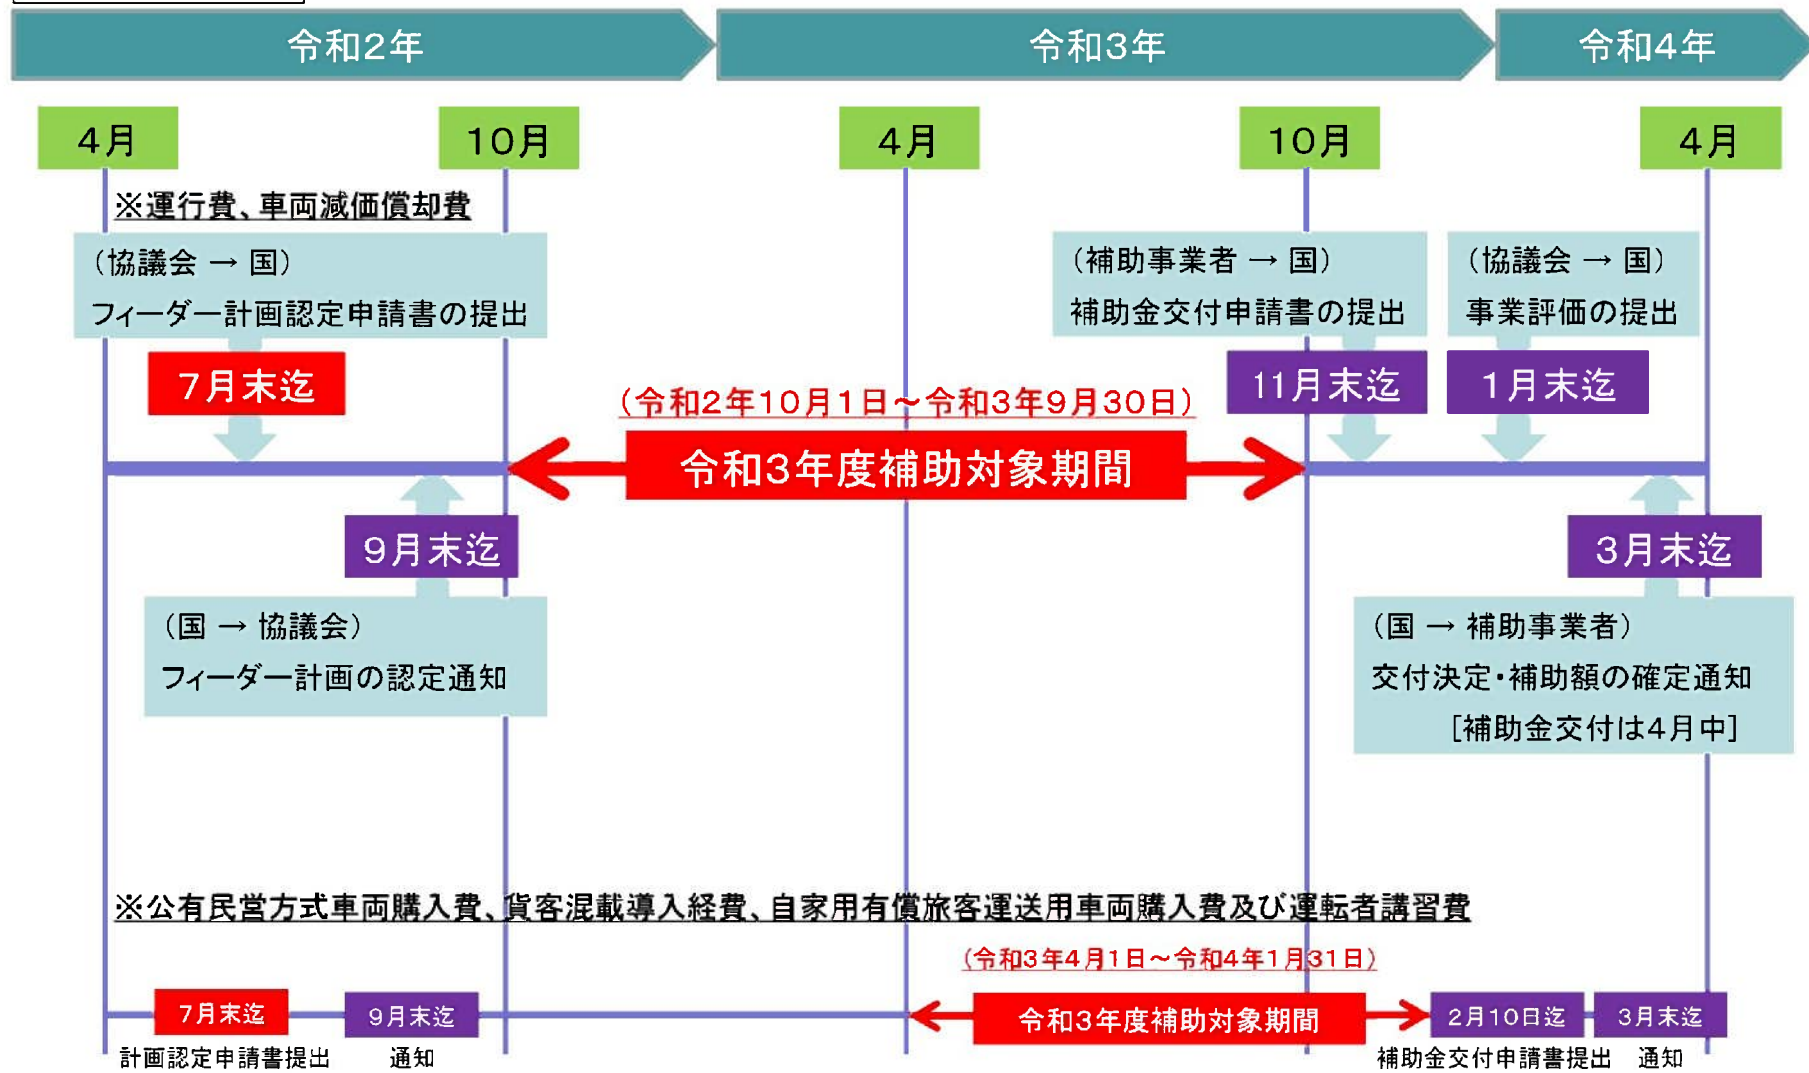 令和2年
令和3年
令和4年
4月
10月
4月
10月
4月
※運行費、車両減価償却費
（協議会 → 国）
フィーダー計画認定申請書の提出
（補助事業者 → 国）
補助金交付申請書の提出
（協議会 → 国）
事業評価の提出
7月末迄
11月末迄
1月末迄
（令和2年10月1日～令和3年9月30日）
令和3年度補助対象期間
9月末迄
3月末迄
（国 → 協議会）
フィーダー計画の認定通知
（国 → 補助事業者）
交付決定・補助額の確定通知
［補助金交付は4月中］
※公有民営方式車両購入費、貨客混載導入経費、自家用有償旅客運送用車両購入費及び運転者講習費
（令和3年4月1日～令和4年1月31日）
7月末迄
9月末迄
令和3年度補助対象期間
2月10日迄
3月末迄
計画認定申請書提出
通知
補助金交付申請書提出
通知